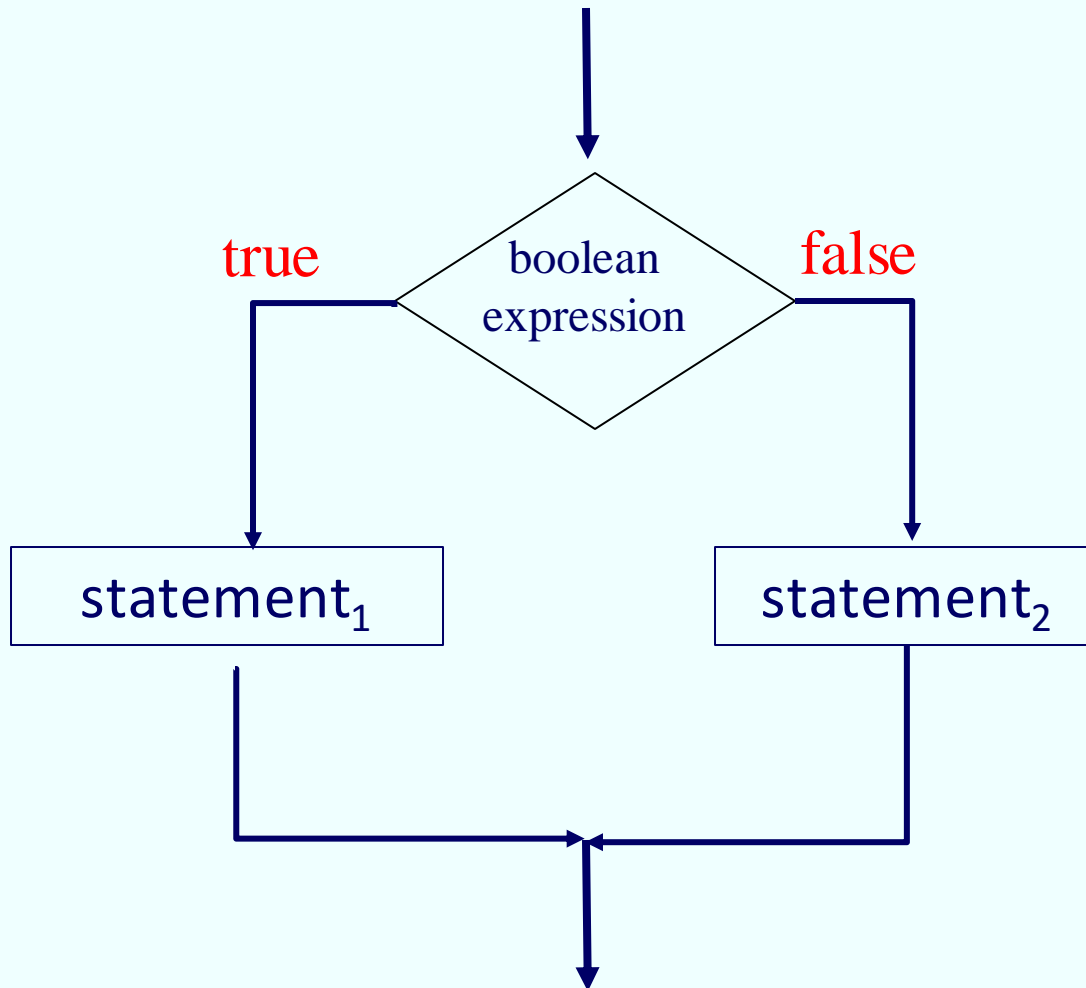 true
boolean
expression
false
statement₁
statement₂